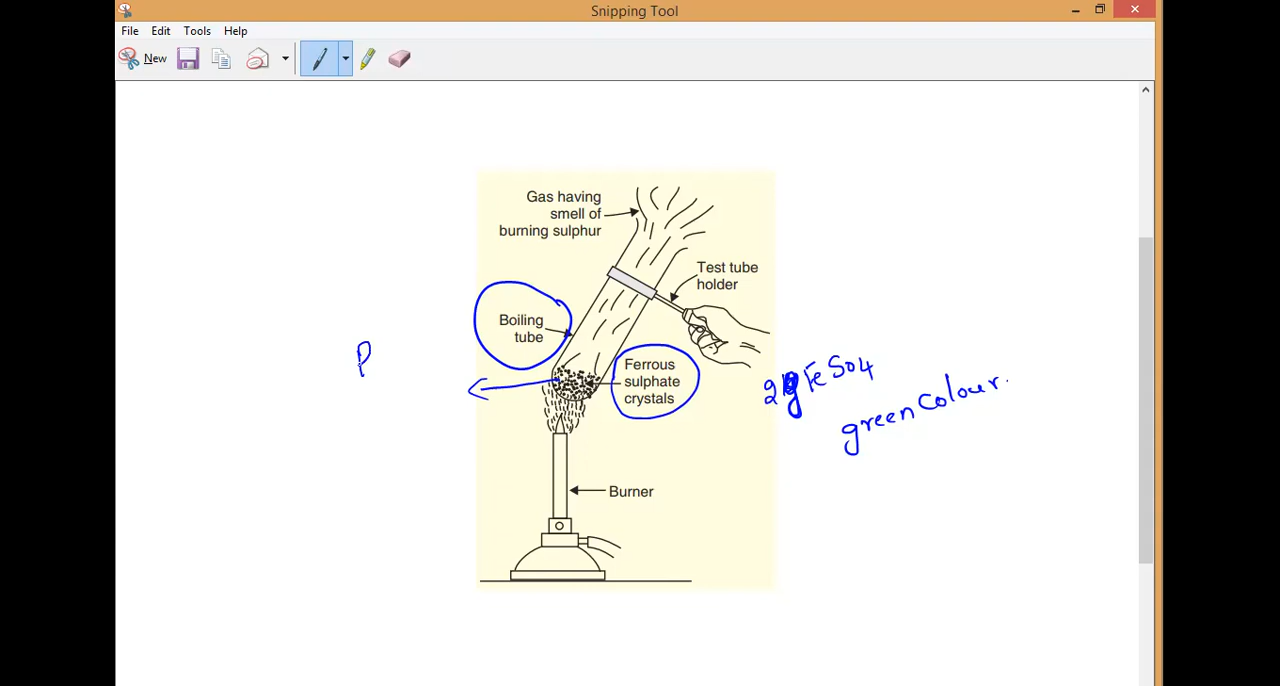 Snipping Tool
File Edit Tools Help
New
Gas having
smell of
burning sulphur
Test tube
holder
Boiling
tube
Ferrous
sulphate
crystals
P
2g FeSO4
green colour.
Burner